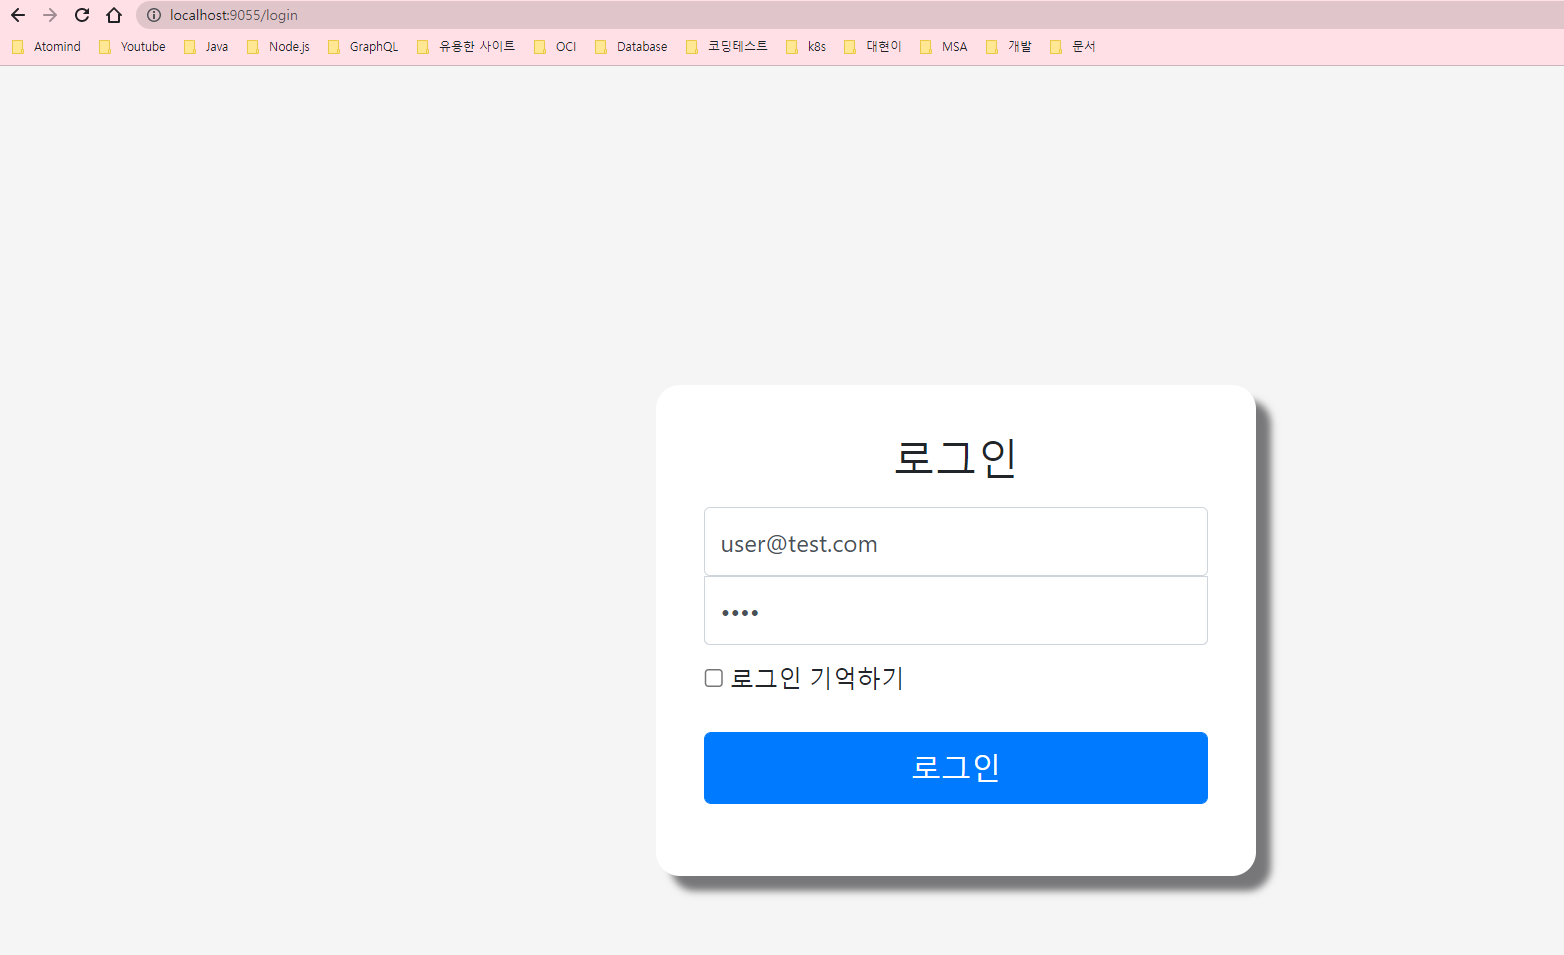 localhost:9055/login
Atomind Youtube Java Node.js GraphQL 유용한 사이트 OCI Database 코딩테스트 k8s 대현이 MSA 개발 문서
로그인
user@test.com
••••
로그인 기억하기
로그인